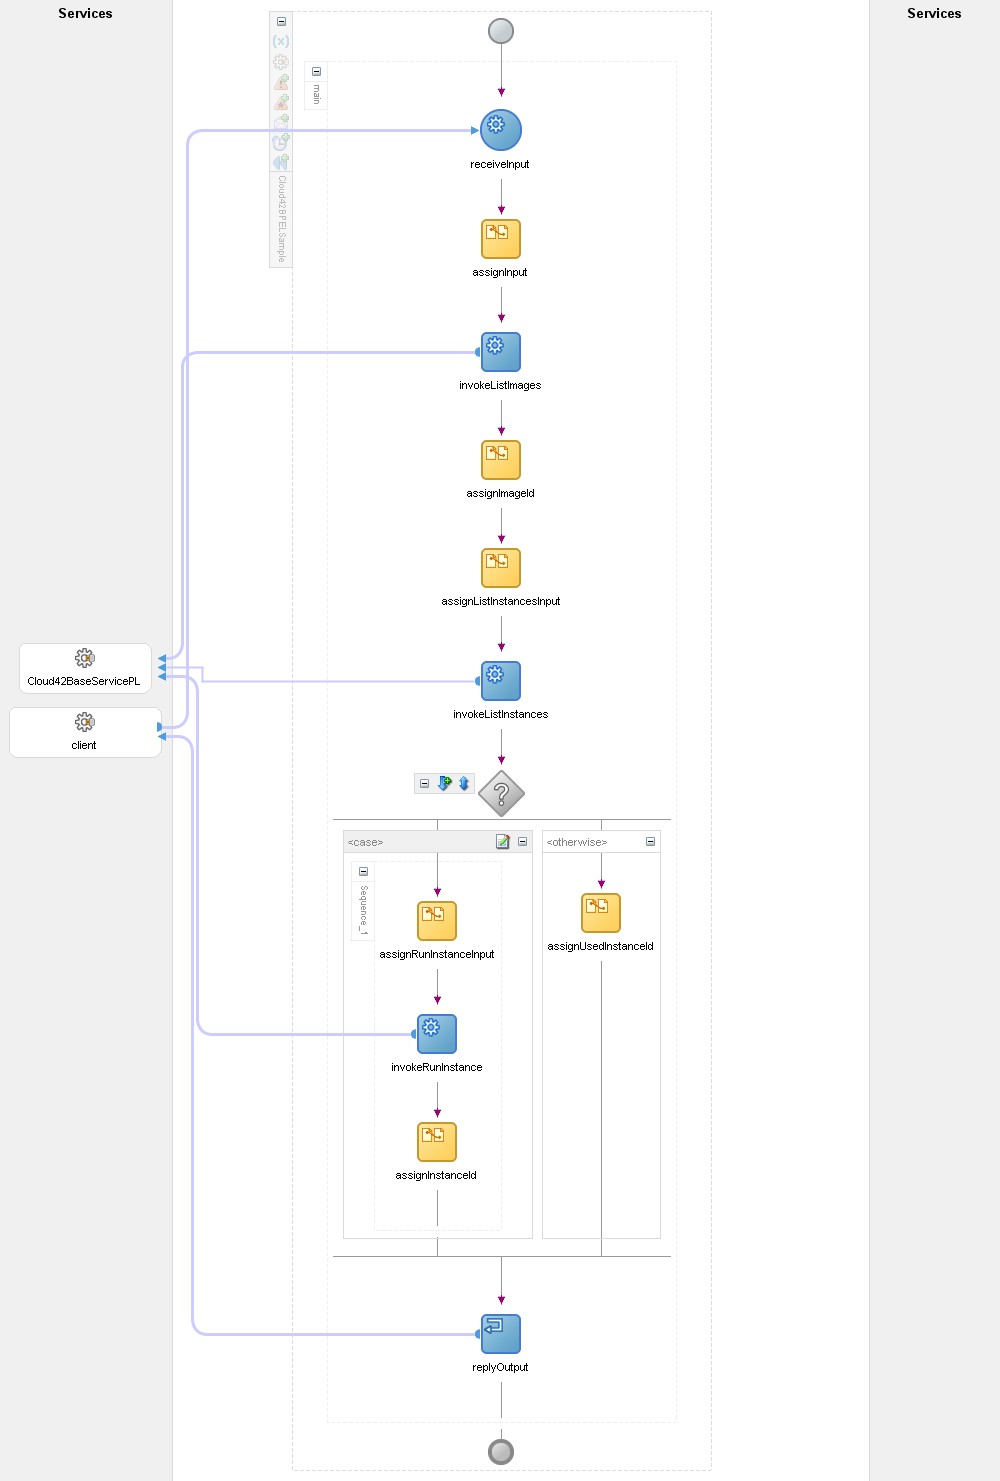 Services
Services
main
Cloud42BPELSample
receiveInput
assignInput
invokeListImages
assignImageId
assignListInstancesInput
Cloud42BaseServicePL
invokeListInstances
client
?
<case>
<otherwise>
Sequence_1
assignRunInstanceInput
assignUsedInstanceId
invokeRunInstance
assignInstanceId
replyOutput